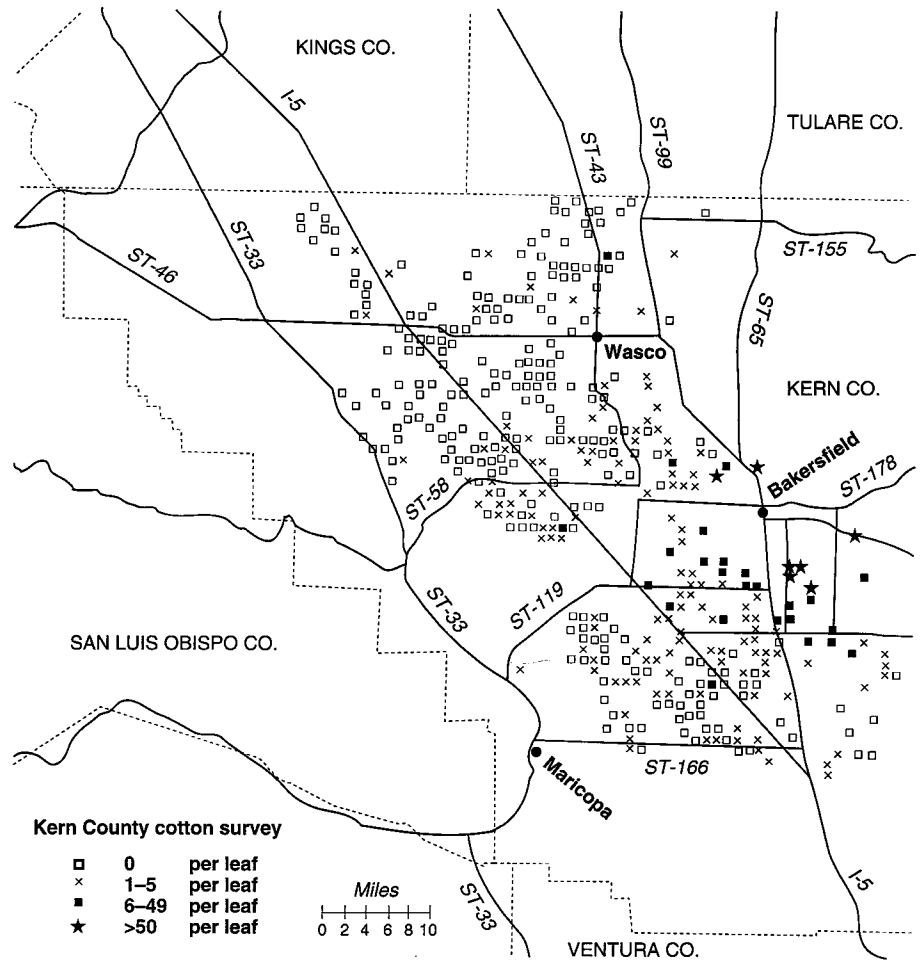 KINGS CO.
I-5
ST-43
ST-99
TULARE CO.
ST-33
ST-46
ST-155
ST-65
Wasco
KERN CO.
Bakersfield
ST-178
ST-58
ST-33
ST-119
SAN LUIS OBISPO CO.
Maricopa
ST-166
Kern County cotton survey
0 per leaf
1–5 per leaf
6–49 per leaf
>50 per leaf
Miles
0 2 4 6 8 10
ST-33
I-5
VENTURA CO.